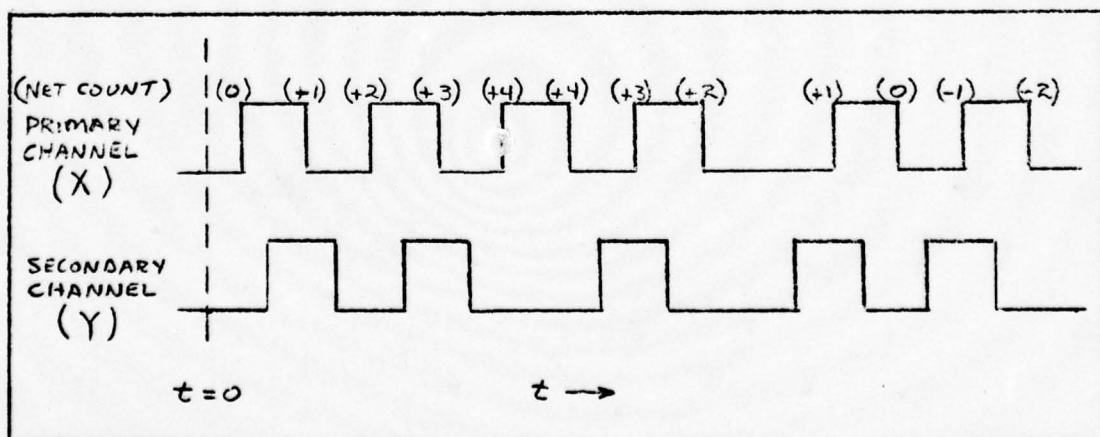 (NET COUNT) (0) (+1) (+2) (+3) (+4) (+4) (+3) (+2) (+1) (0) (-1) (-2)
PRIMARY
CHANNEL
(X)
SECONDARY
CHANNEL
(Y)
t=0 t →